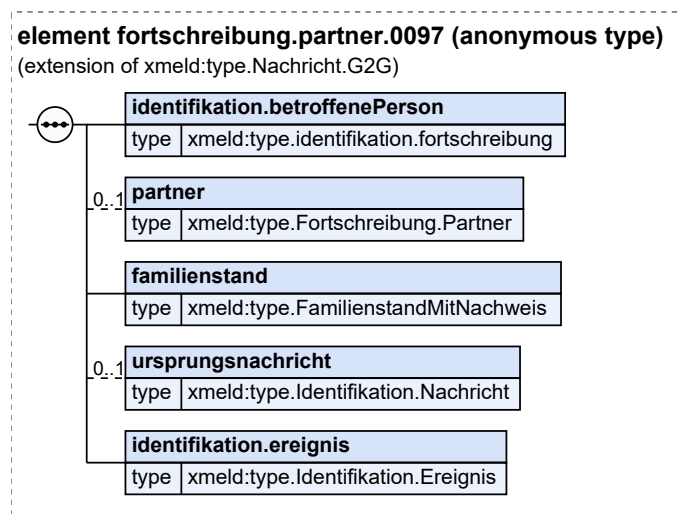 element fortschreibung.partner.0097 (anonymous type)
(extension of xmeld:type.Nachricht.G2G)
identifikation.betroffenePerson
type xmeld:type.identifikation.fortschreibung
0..1 partner
type xmeld:type.Fortschreibung.Partner
familienstand
type xmeld:type.FamilienstandMitNachweis
0..1 ursprungsnachricht
type xmeld:type.Identifikation.Nachricht
identifikation.ereignis
type xmeld:type.Identifikation.Ereignis